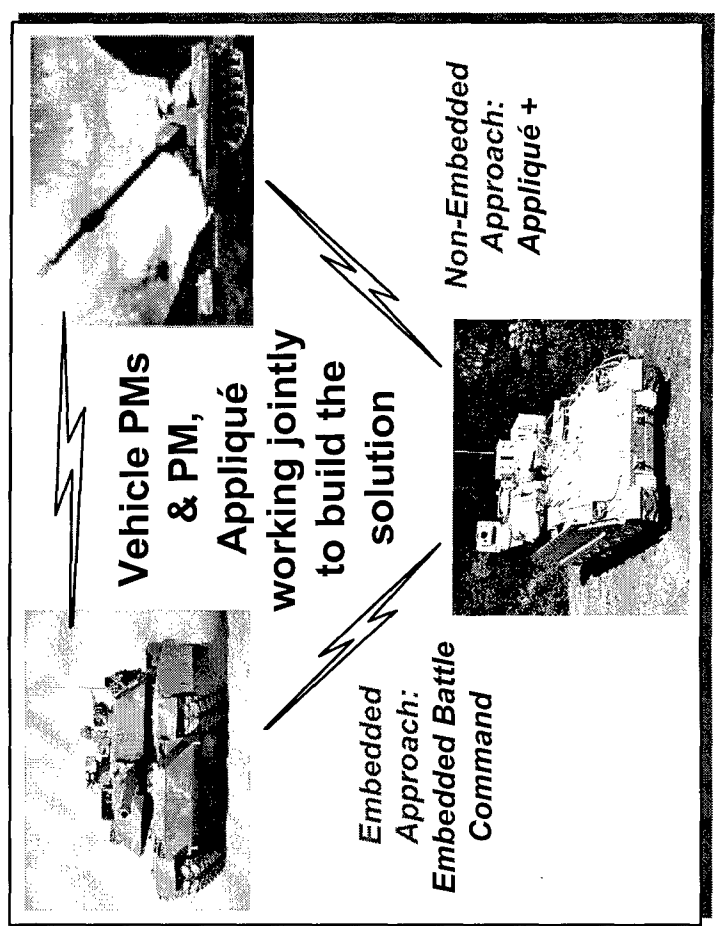 Vehicle PMs
& PM,
Appliqué
working jointly
to build the
solution
Embedded
Approach:
Embedded Battle
Command
Non-Embedded
Approach:
Appliqué +